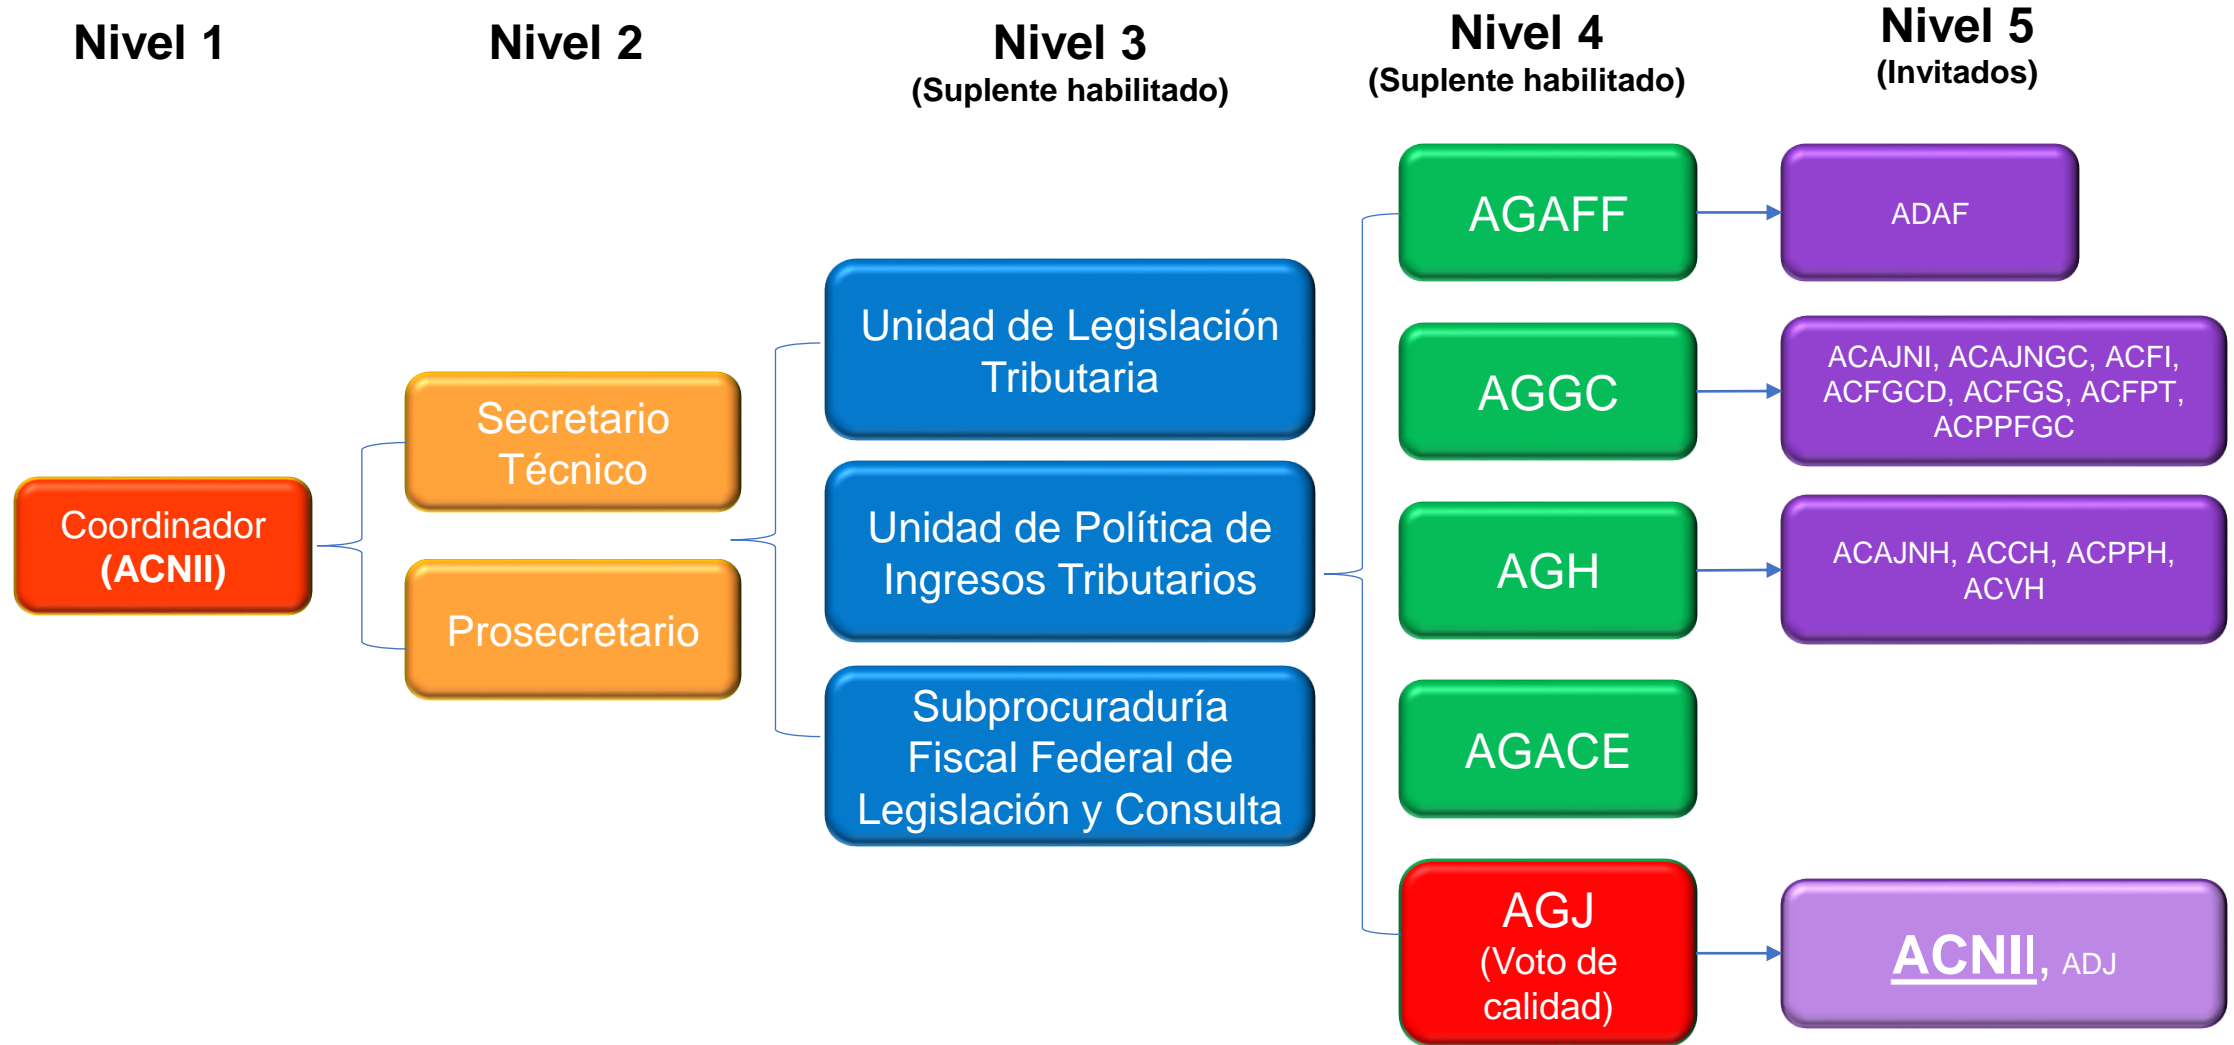 Nivel 1
Nivel 2
Nivel 3
(Suplente habilitado)
Nivel 4
(Suplente habilitado)
Nivel 5
(Invitados)
Coordinador
(ACNII)
Secretario
Técnico
Prosecretario
Unidad de Legislación
Tributaria
Unidad de Política de
Ingresos Tributarios
Subprocuraduría
Fiscal Federal de
Legislación y Consulta
AGAFF
AGGC
AGH
AGACE
AGJ
(Voto de
calidad)
ADAF
ACAJNI, ACAJNGC, ACFI,
ACFGCD, ACFGS, ACFPT,
ACPPFGC
ACAJNH, ACCH, ACPPH,
ACVH
ACNII, ADJ